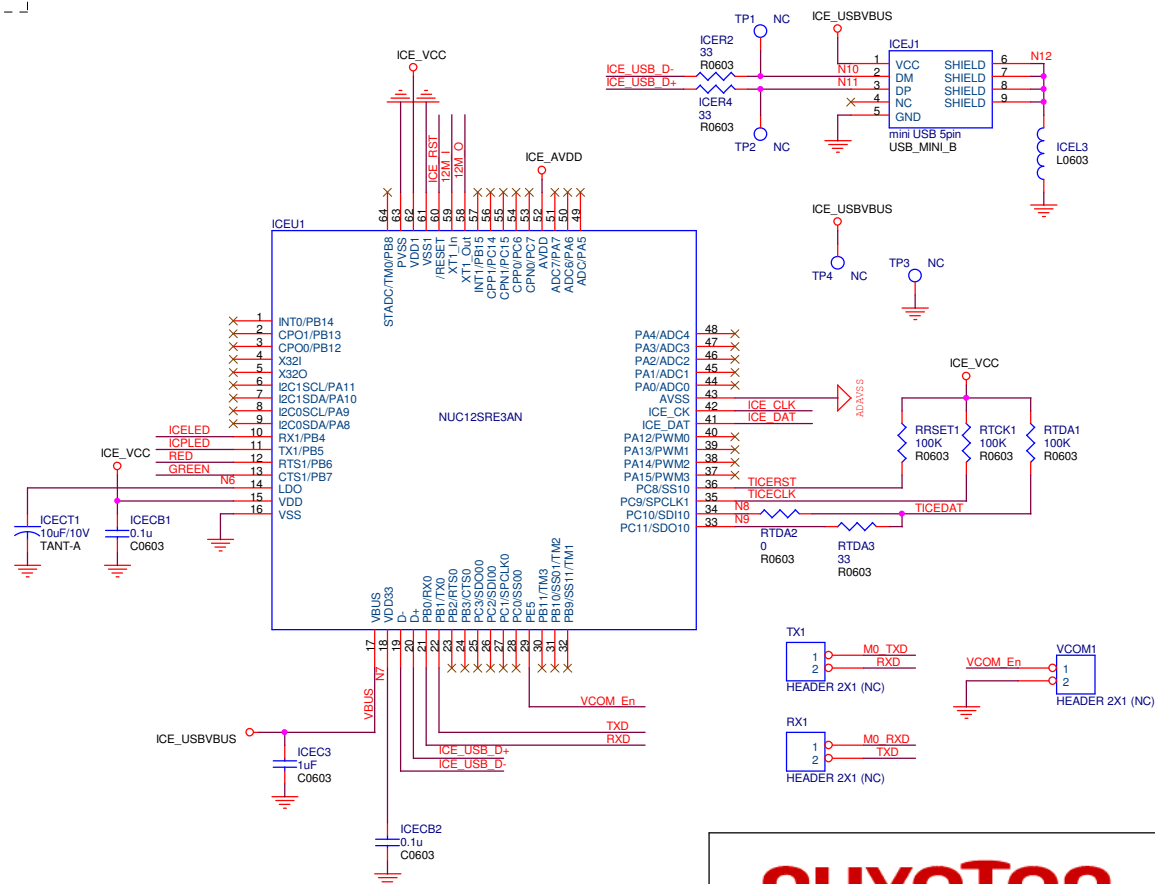 TP1 NC
ICE_USBVBUS
ICER2
33
R0603
ICE_USB_D-
ICE_USB_D+
N10
N11
ICER4
33
R0603
TP2 NC
ICEJ1
1 VCC SHIELD 6 N12
2 DM SHIELD 7
3 DP SHIELD 8
4 NC SHIELD 9
5 GND
mini USB 5pin
USB_MINI_B
ICEL3
L0603
ICE_VCC
ICE_RST
12M_I
12M_O
ICE_AVDD
ICE_USBVBUS
TP4 NC
TP3 NC
ICEU1
64 STADC/TM0/PB8
63 PVSS
62 VDD1
61 VSS1
60 /RESET
59 XT1_In
58 XT1_Out
57 INT1/PB15
56 CPP1/PC14
55 CPN1/PC15
54 CPP0/PC6
53 CPN0/PC7
52 AVDD
51 ADC7/PA7
50 ADC6/PA6
49 ADC/PA5
1 INT0/PB14
2 CPO1/PB13
3 CPO0/PB12
4 X32I
5 X32O
6 I2C1SCL/PA11
7 I2C1SDA/PA10
8 I2C0SCL/PA9
9 I2C0SDA/PA8
ICELED 10 RX1/PB4
ICPLED 11 TX1/PB5
RED 12 RTS1/PB6
GREEN 13 CTS1/PB7
N6 14 LDO
15 VDD
16 VSS
NUC12SRE3AN
PA4/ADC4 48
PA3/ADC3 47
PA2/ADC2 46
PA1/ADC1 45
PA0/ADC0 44
AVSS 43
ICE_CK 42 ICE_CLK
ICE_DAT 41 ICE_DAT
PA12/PWM0 40
PA13/PWM1 39
PA14/PWM2 38
PA15/PWM3 37
PC8/SS10 36 TICERST
PC9/SPCLK1 35 TICECLK
PC10/SDI10 34 N8
PC11/SDO10 33 N9
TICEDAT
ADAVSS
ICE_VCC
RRSET1
100K
R0603
RTCK1
100K
R0603
RTDA1
100K
R0603
RTDA2
0
R0603
RTDA3
33
R0603
ICE_VCC
ICECT1
10uF/10V
TANT-A
ICECB1
0.1u
C0603
17 VBUS
18 VDD33
19 D-
20 D+
21 PB0/RX0
22 PB1/TX0
23 PB2/RTS0
24 PB3/CTS0
25 PC3/SDO00
26 PC2/SDI00
27 PC1/SPCLK0
28 PC0/SS00
29 PE5
30 PB11/TM3
31 PB10/SS01/TM2
32 PB9/SS11/TM1
VBUS
N7
VCOM_En
TXD
RXD
ICE_USB_D+
ICE_USB_D-
ICE_USBVBUS
ICEC3
1uF
C0603
ICECB2
0.1u
C0603
TX1
1 M0_TXD
2 RXD
HEADER 2X1 (NC)
RX1
1 M0_RXD
2 TXD
HEADER 2X1 (NC)
VCOM1
VCOM_En 1
2
HEADER 2X1 (NC)